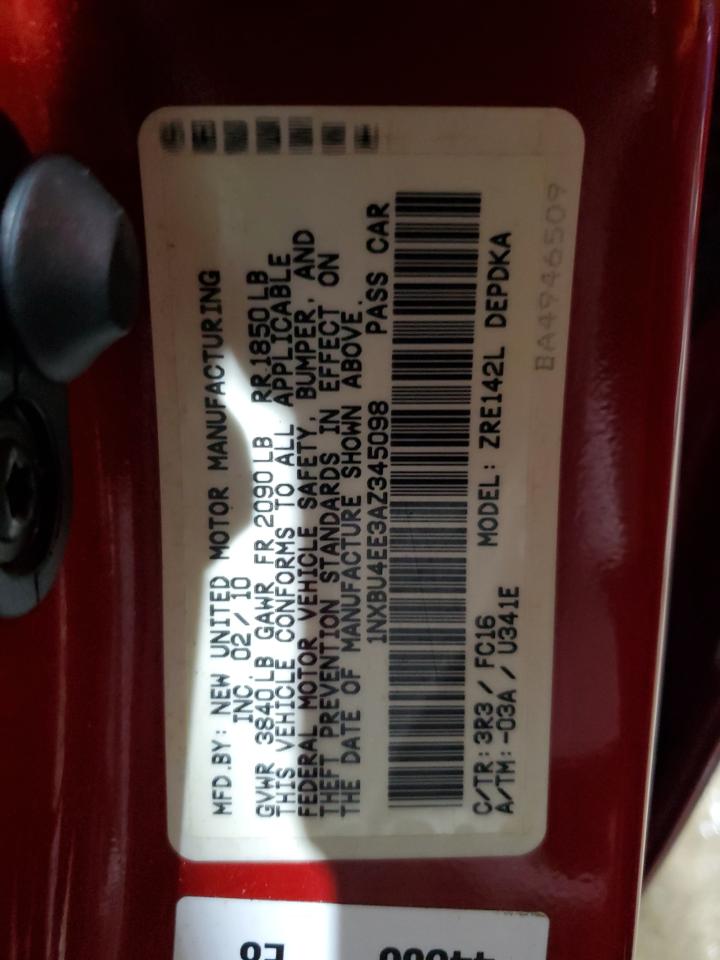 MFD.BY: NEW UNITED MOTOR MANUFACTURING
INC. 02/10
GVWR 3840LB GAWR FR 2090LB RR1850LB
THIS VEHICLE CONFORMS TO ALL APPLICABLE
FEDERAL MOTOR VEHICLE SAFETY, BUMPER, AND
THEFT PREVENTION STANDARDS IN EFFECT ON
THE DATE OF MANUFACTURE SHOWN ABOVE.
1NXBU4EE3AZ345098 PASS CAR
C/TR: 3R3/FC16 MODEL: ZRE142L DEPDKA
A/TM: -03A/U341E
BA4946509